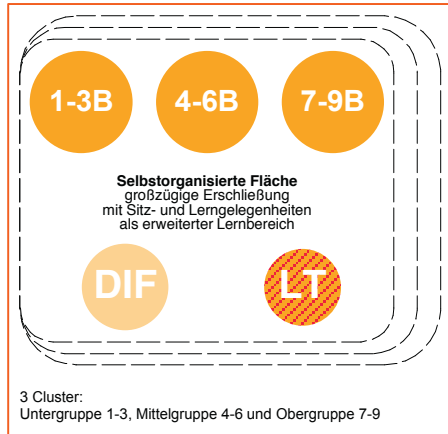 1-3B 4-6B 7-9B
Selbstorganisierte Fläche
großzügige Erschließung
mit Sitz- und Lerngelegenheiten
als erweiterter Lernbereich
DIF LT
3 Cluster:
Untergruppe 1-3, Mittelgruppe 4-6 und Obergruppe 7-9